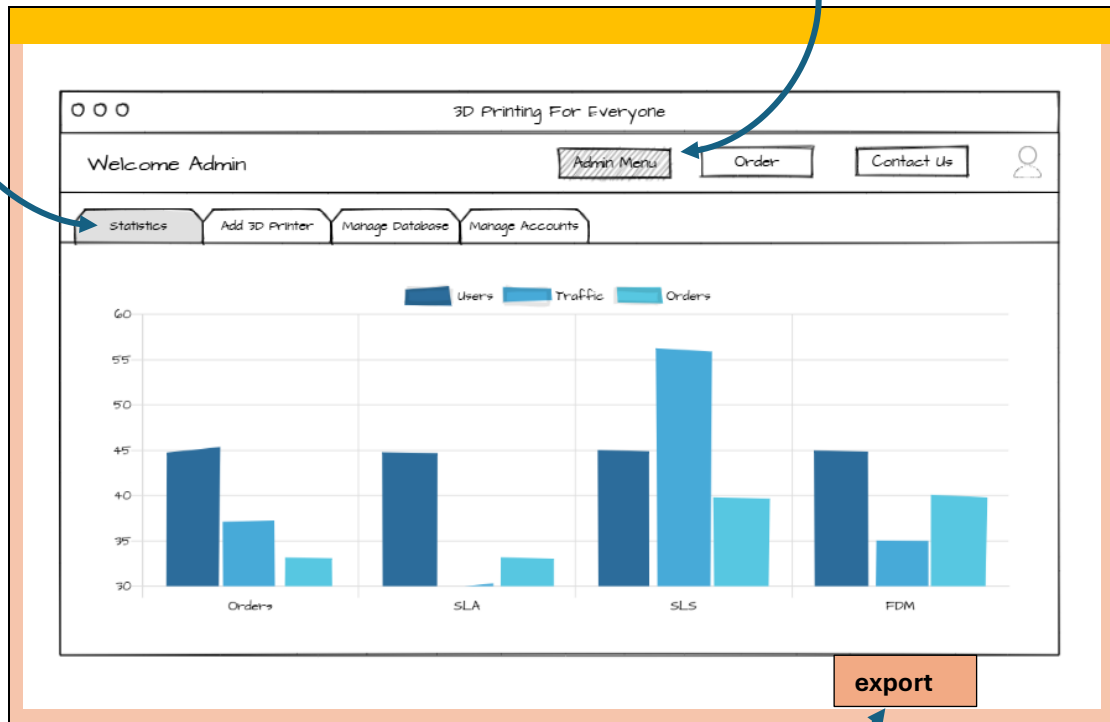 3D Printing For Everyone
Welcome Admin
Admin Menu
Order
Contact Us
Statistics
Add 3D Printer
Manage Database
Manage Accounts
Users
Traffic
Orders
60
55
50
45
40
35
30
Orders
SLA
SLS
FDM
export